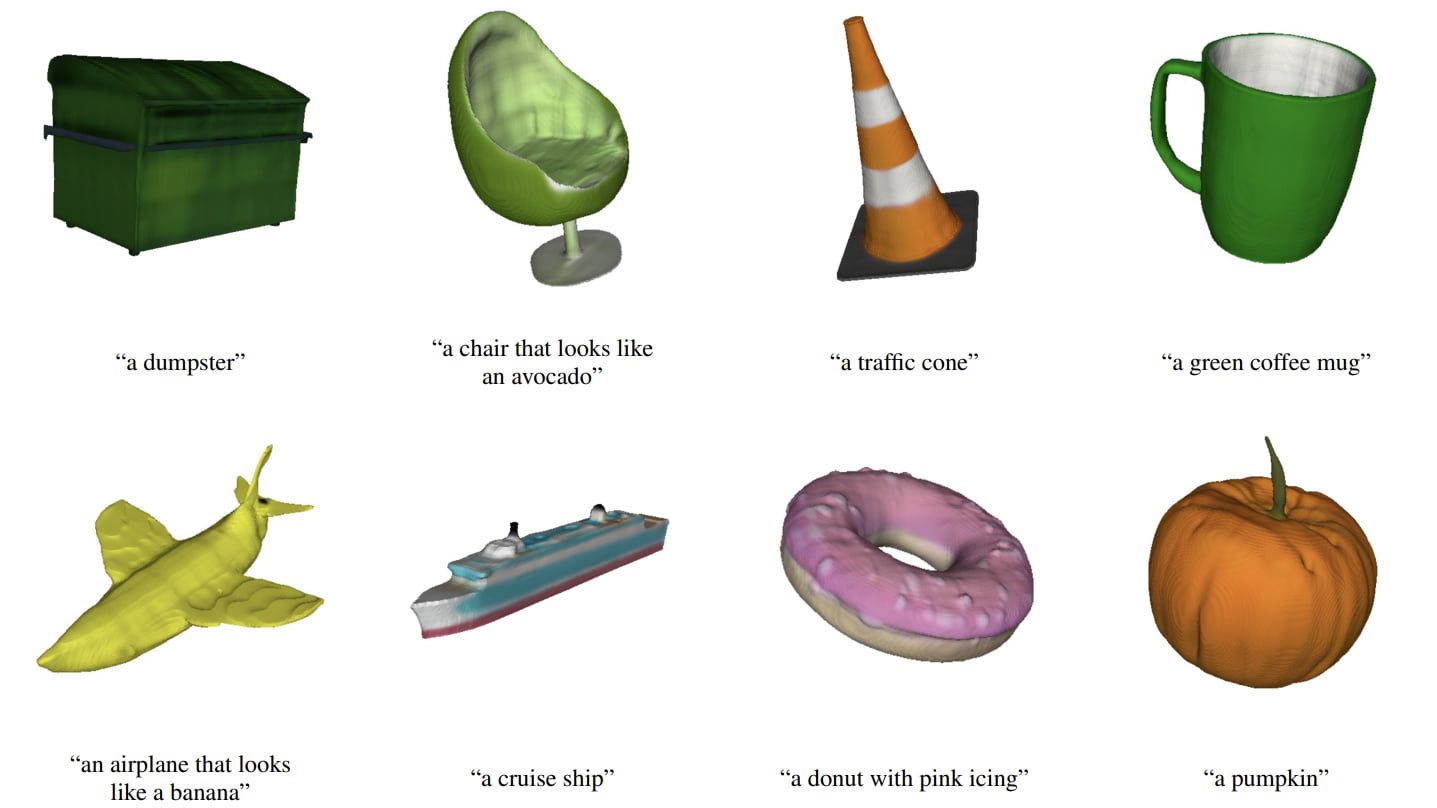 “a dumpster”
“a chair that looks like
an avocado”
“a traffic cone”
“a green coffee mug”
“an airplane that looks
like a banana”
“a cruise ship”
“a donut with pink icing”
“a pumpkin”